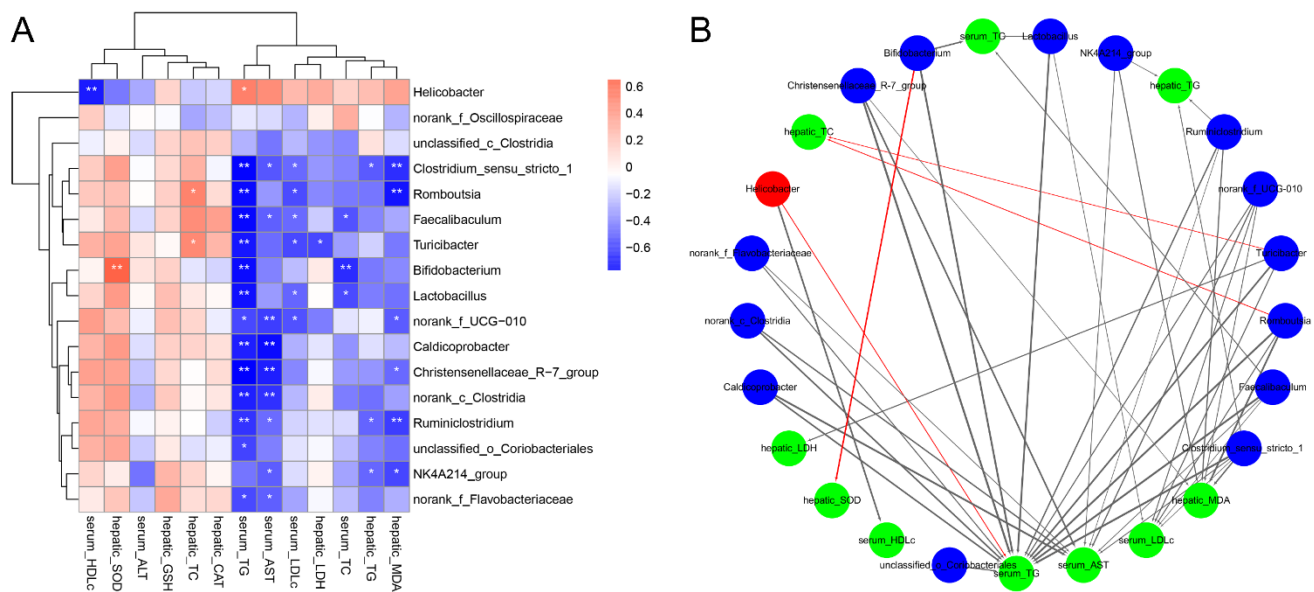 A
Helicobacter
norank_f_Oscillospiraceae
unclassified_c_Clostridia
** *
Clostridium_sensu_stricto_1
** * * * **
Romboutsia
* ** * **
Faecalibaculum
** * * *
Turicibacter
* ** * *
Bifidobacterium
** ** **
Lactobacillus
** * *
norank_f_UCG−010
* ** * *
Caldicoprobacter
** **
Christensenellaceae_R−7_group
** ** *
norank_c_Clostridia
** **
Ruminiclostridium
** * * **
unclassified_o_Coriobacteriales
*
NK4A214_group
* * *
norank_f_Flavobacteriaceae
* *
serum_HDLc
hepatic_SOD
serum_ALT
hepatic_GSH
hepatic_TC
hepatic_CAT
serum_TG
serum_AST
serum_LDLc
hepatic_LDH
serum_TC
hepatic_TG
hepatic_MDA
0.6
0.4
0.2
0
−0.2
−0.4
−0.6
B
serum_TC
Lactobacillus
Bifidobacterium
NK4A214_group
Christensenellaceae_R-7_group
hepatic_TG
hepatic_TC
Ruminiclostridium
Helicobacter
norank_f_UCG-010
norank_f_Flavobacteriaceae
Turicibacter
norank_c_Clostridia
Romboutsia
Caldicoprobacter
Faecalibaculum
hepatic_LDH
Clostridium_sensu_stricto_1
hepatic_SOD
hepatic_MDA
serum_HDLc
serum_LDLc
unclassified_o_Coriobacteriales
serum_TG
serum_AST